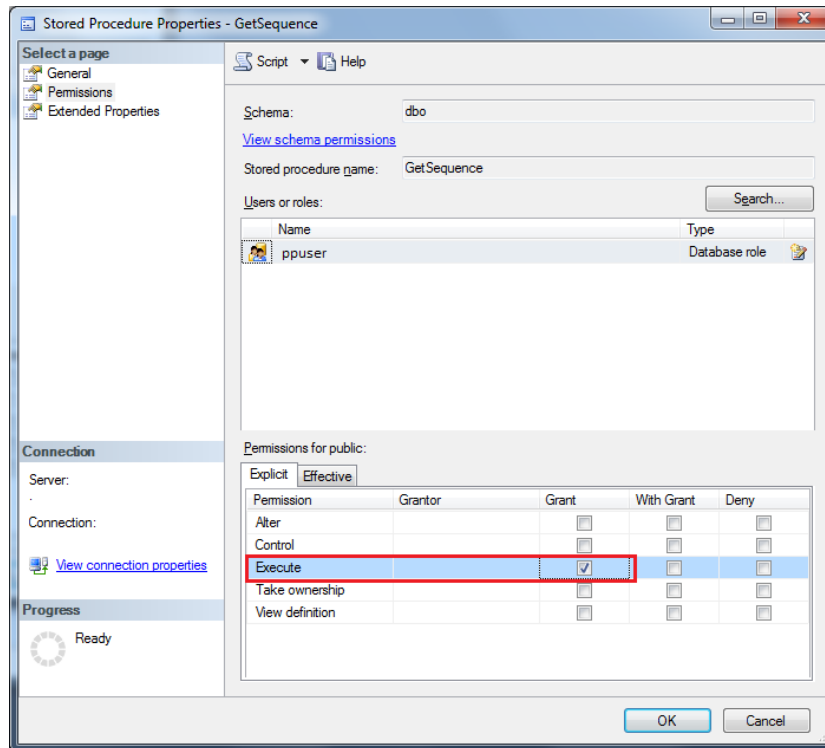 Stored Procedure Properties - GetSequence
Select a page
General
Permissions
Extended Properties
Script Help
Schema: dbo
View schema permissions
Stored procedure name: GetSequence
Users or roles: Search...
Name Type
ppuser Database role
Permissions for public:
Explicit Effective
Permission Grantor Grant With Grant Deny
Alter
Control
Execute
Take ownership
View definition
Connection
Server:
.
Connection:
View connection properties
Progress
Ready
OK Cancel